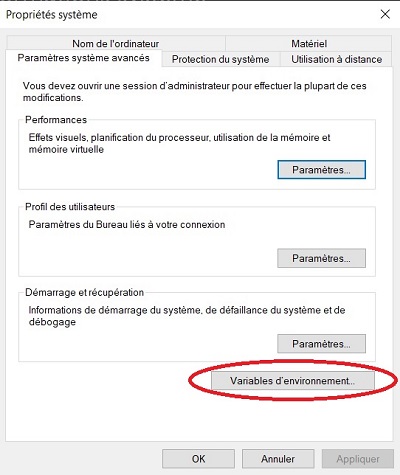 Propriétés système
Nom de l'ordinateur
Matériel
Paramètres système avancés
Protection du système
Utilisation à distance
Vous devez ouvrir une session d'administrateur pour effectuer la plupart de ces
modifications.
Performances
Effets visuels, planification du processeur, utilisation de la mémoire et
mémoire virtuelle
Paramètres...
Profil des utilisateurs
Paramètres du Bureau liés à votre connexion
Paramètres...
Démarrage et récupération
Informations de démarrage du système, de défaillance du système et de
débogage
Paramètres...
Variables d'environnement...
OK
Annuler
Appliquer